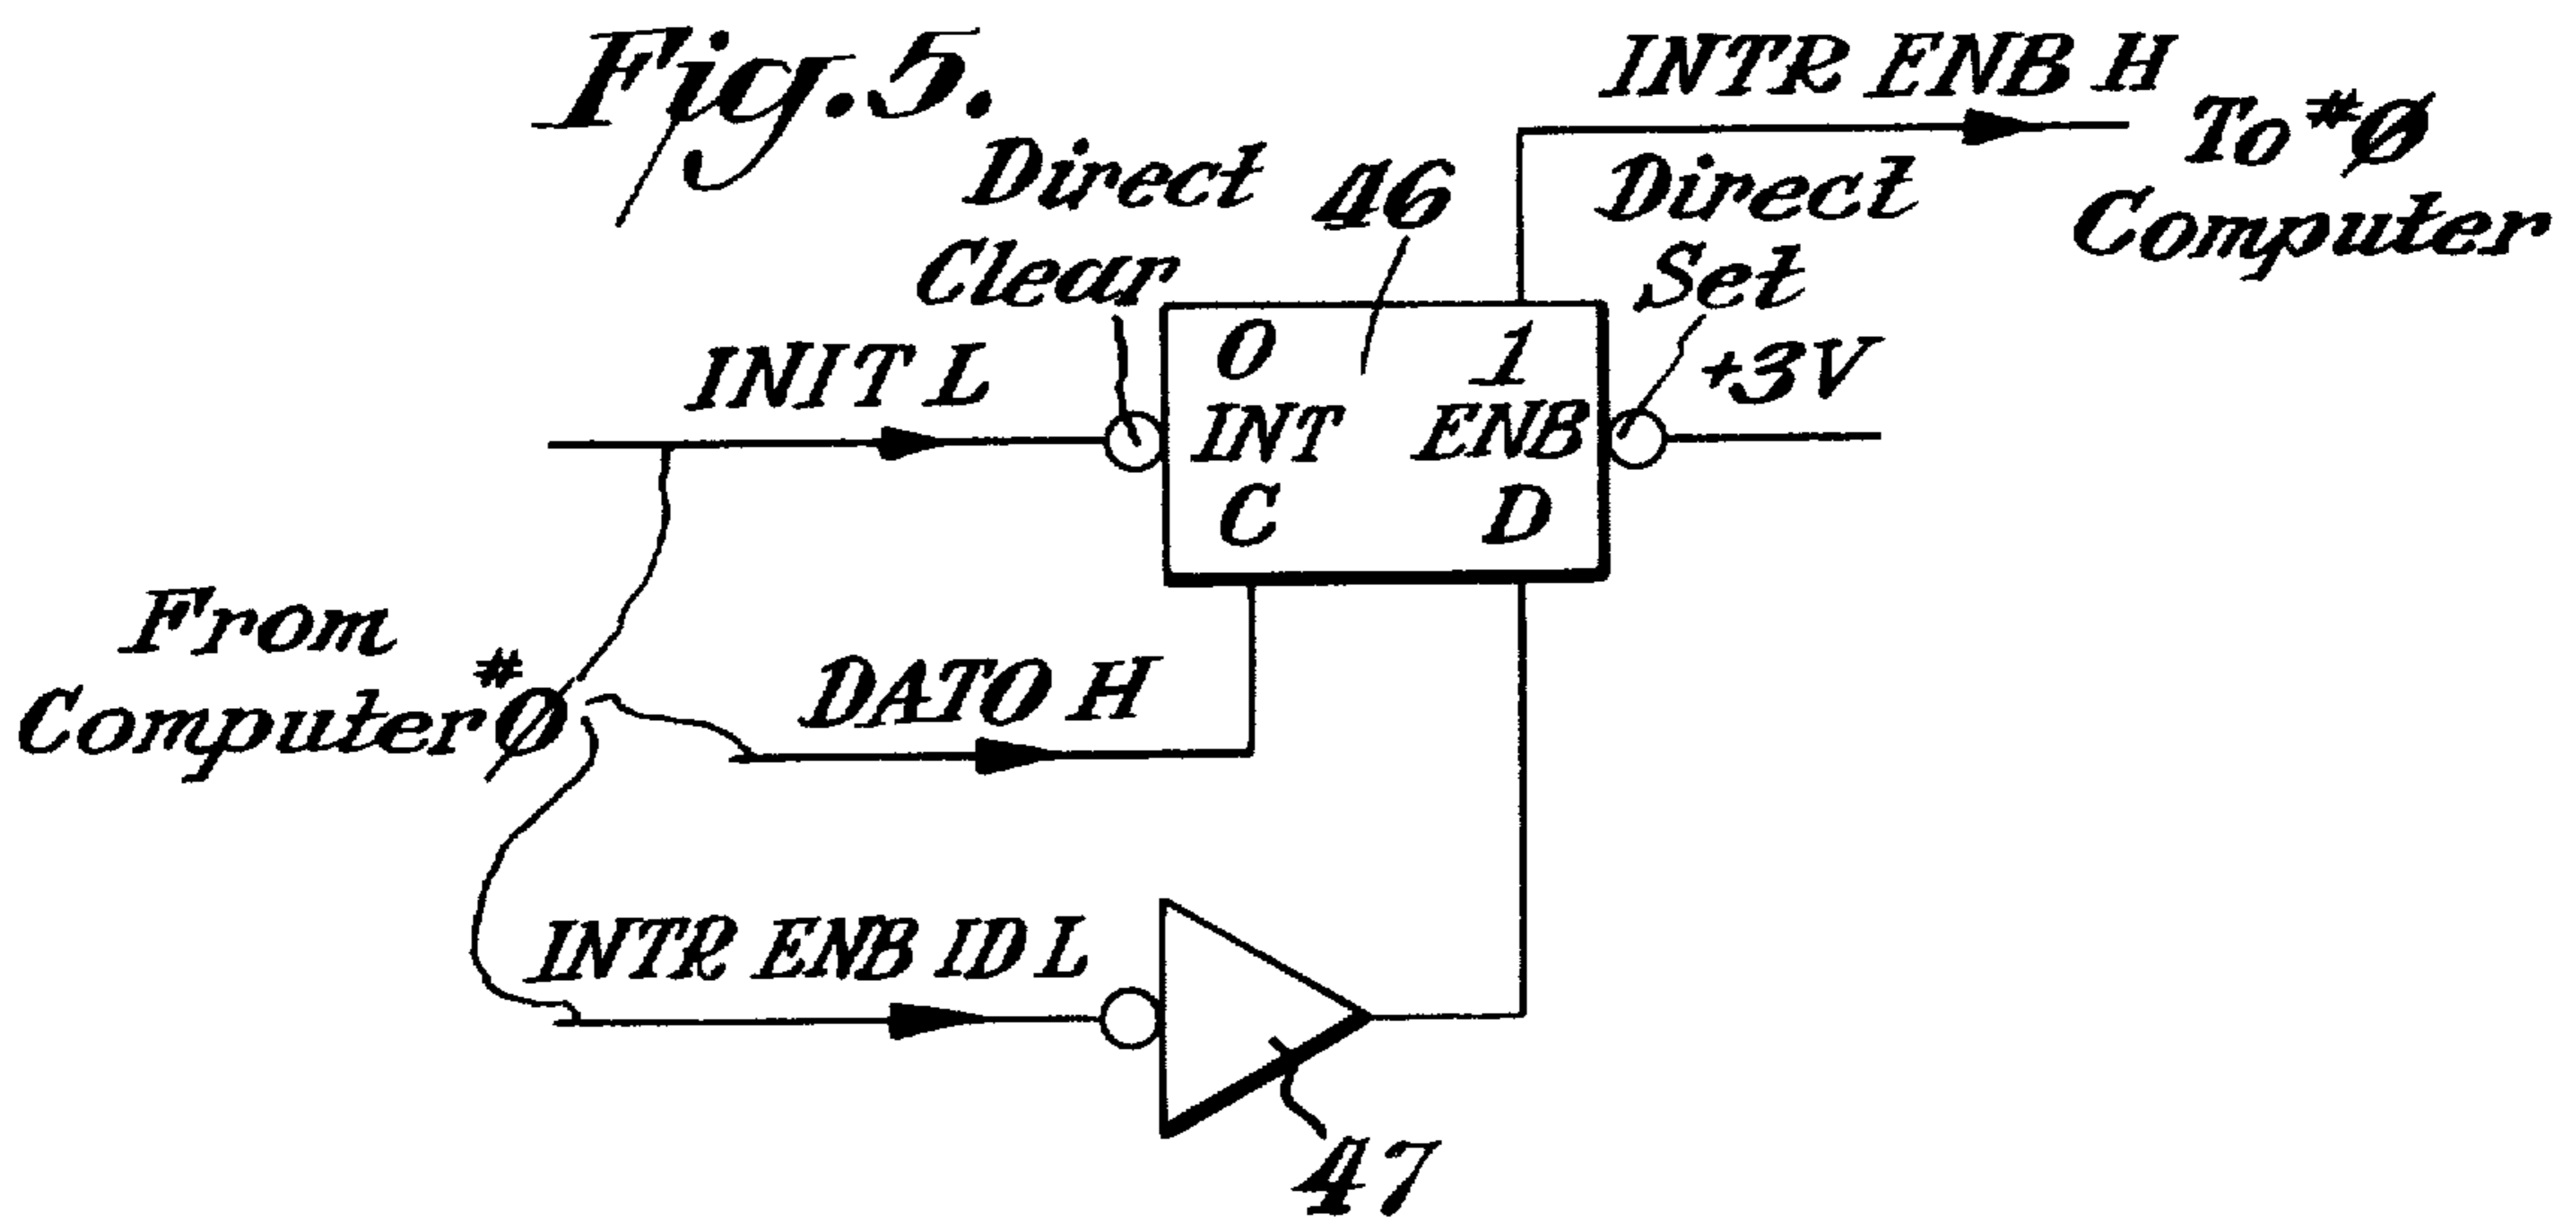 Fig. 5.
INTR ENB H
To #Ø
Computer
Direct
Clear
46
Direct
Set
INIT L
0 1
INT ENB
C D
+3V
From
Computer #Ø
DATO H
INTR ENB ID L
47